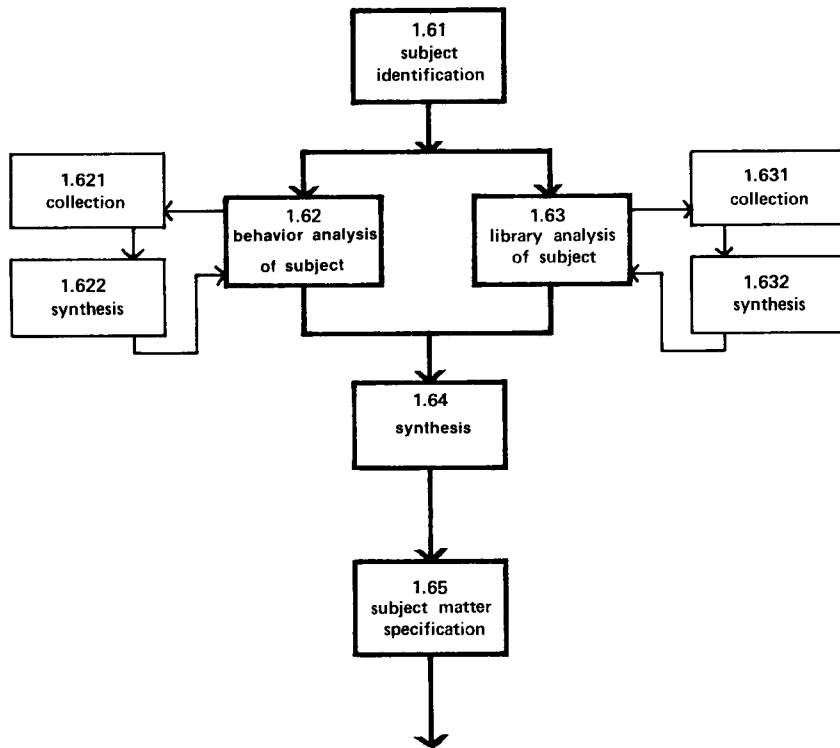 1.61
subject
identification
1.621
collection
1.62
behavior analysis
of subject
1.63
library analysis
of subject
1.631
collection
1.622
synthesis
1.632
synthesis
1.64
synthesis
1.65
subject matter
specification